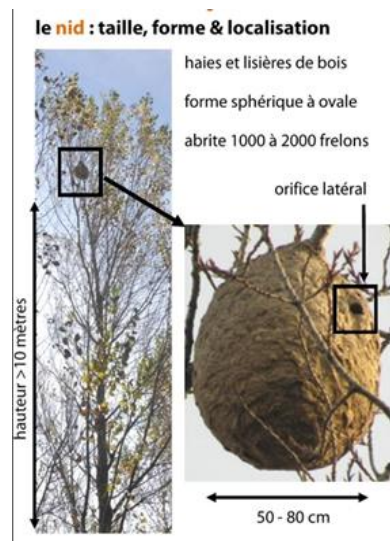 le nid : taille, forme & localisation
haies et lisières de bois
forme sphérique à ovale
abrite 1000 à 2000 frelons
orifice latéral
hauteur >10 mètres
50 - 80 cm